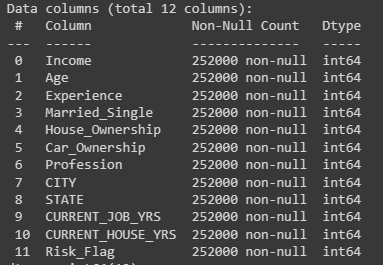 Data columns (total 12 columns):
 #   Column             Non-Null Count   Dtype
---  ------             --------------   -----
 0   Income             252000 non-null  int64
 1   Age                252000 non-null  int64
 2   Experience         252000 non-null  int64
 3   Married_Single     252000 non-null  int64
 4   House_Ownership    252000 non-null  int64
 5   Car_Ownership      252000 non-null  int64
 6   Profession         252000 non-null  int64
 7   CITY               252000 non-null  int64
 8   STATE              252000 non-null  int64
 9   CURRENT_JOB_YRS    252000 non-null  int64
 10  CURRENT_HOUSE_YRS  252000 non-null  int64
 11  Risk_Flag          252000 non-null  int64